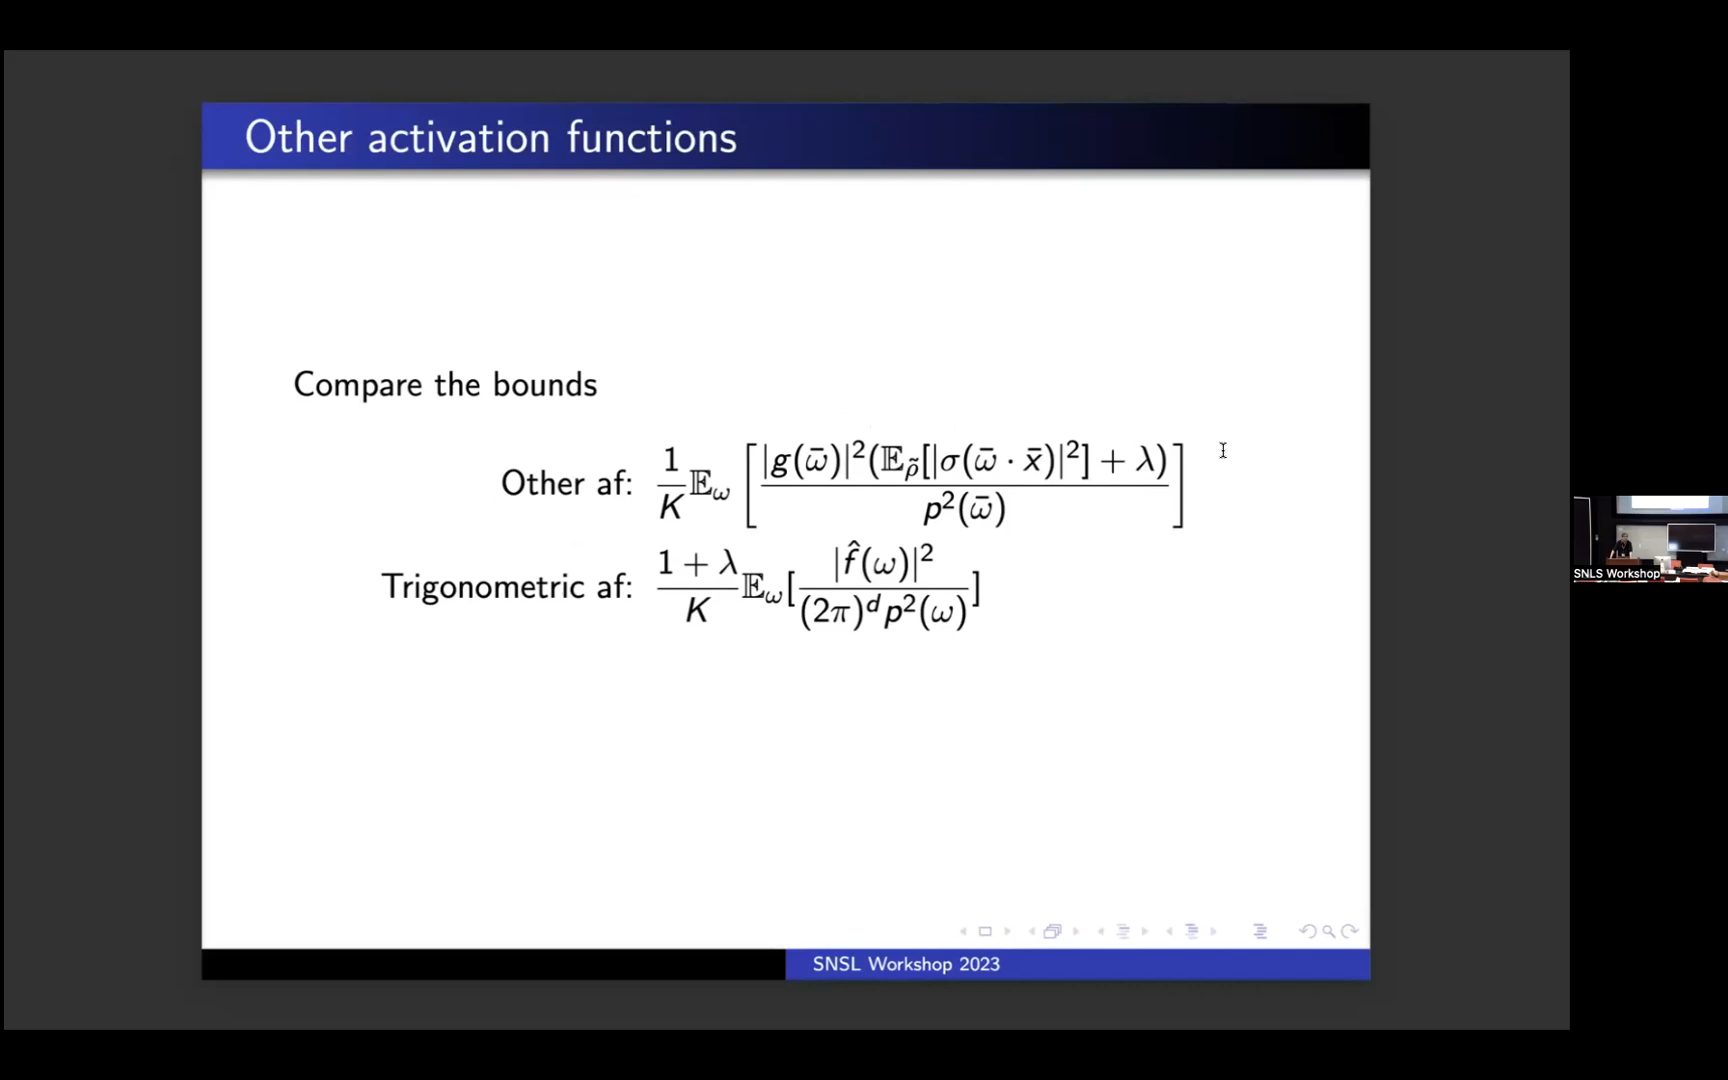 Other activation functions
Compare the bounds
Other af: \frac{1}{K} \mathbb{E}_{\omega} \left[ \frac{|g(\bar{\omega})|^2 (\mathbb{E}_{\tilde{\rho}}[|\sigma(\bar{\omega} \cdot \bar{x})|^2] + \lambda)}{p^2(\bar{\omega})} \right]
Trigonometric af: \frac{1 + \lambda}{K} \mathbb{E}_{\omega} [ \frac{|\hat{f}(\omega)|^2}{(2\pi)^d p^2(\omega)} ]
SNLS Workshop
SNSL Workshop 2023